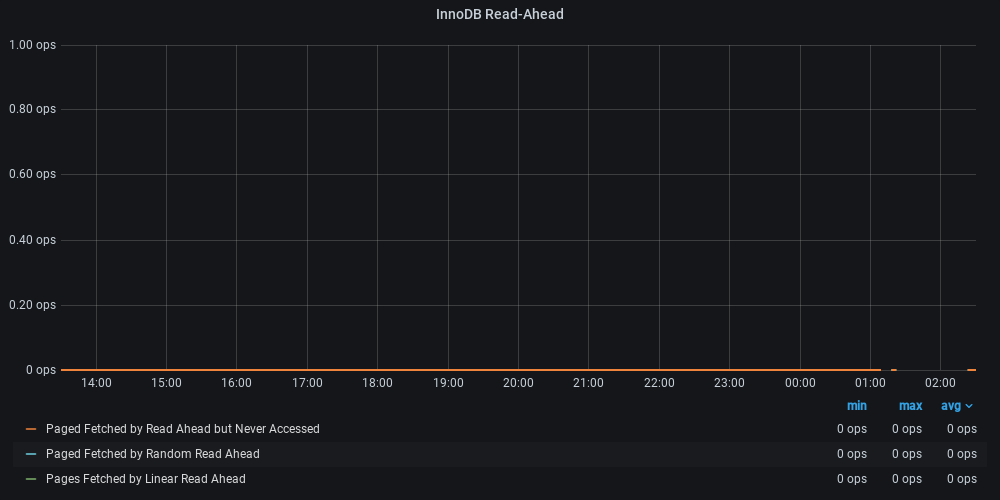 InnoDB Read-Ahead
1.00 ops
0.80 ops
0.60 ops
0.40 ops
0.20 ops
0 ops
14:00 15:00 16:00 17:00 18:00 19:00 20:00 21:00 22:00 23:00 00:00 01:00 02:00
min max avg
Paged Fetched by Read Ahead but Never Accessed 0 ops 0 ops 0 ops
Paged Fetched by Random Read Ahead 0 ops 0 ops 0 ops
Pages Fetched by Linear Read Ahead 0 ops 0 ops 0 ops